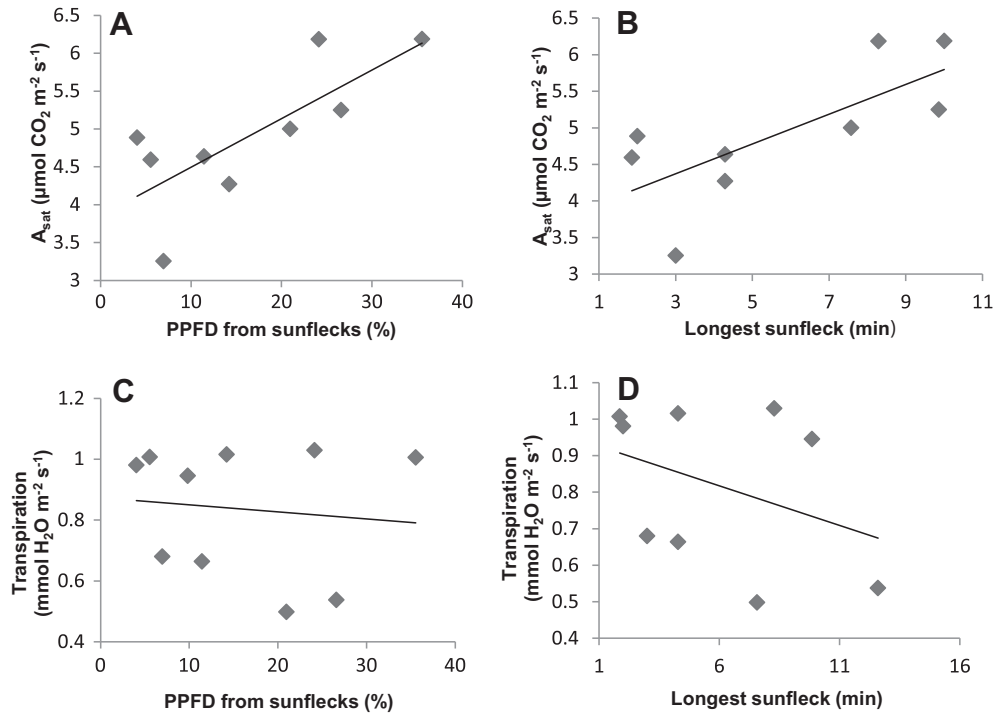 A
6.5
6
5.5
5
4.5
4
3.5
3
A_sat (µmol CO₂ m⁻² s⁻¹)
0 10 20 30 40
PPFD from sunflecks (%)
B
6.5
6
5.5
5
4.5
4
3.5
3
A_sat (µmol CO₂ m⁻² s⁻¹)
1 3 5 7 9 11
Longest sunfleck (min)
C
1.2
1
0.8
0.6
0.4
Transpiration
(mmol H₂O m⁻² s⁻¹)
0 10 20 30 40
PPFD from sunflecks (%)
D
1.1
1
0.9
0.8
0.7
0.6
0.5
0.4
Transpiration
(mmol H₂O m⁻² s⁻¹)
1 6 11 16
Longest sunfleck (min)